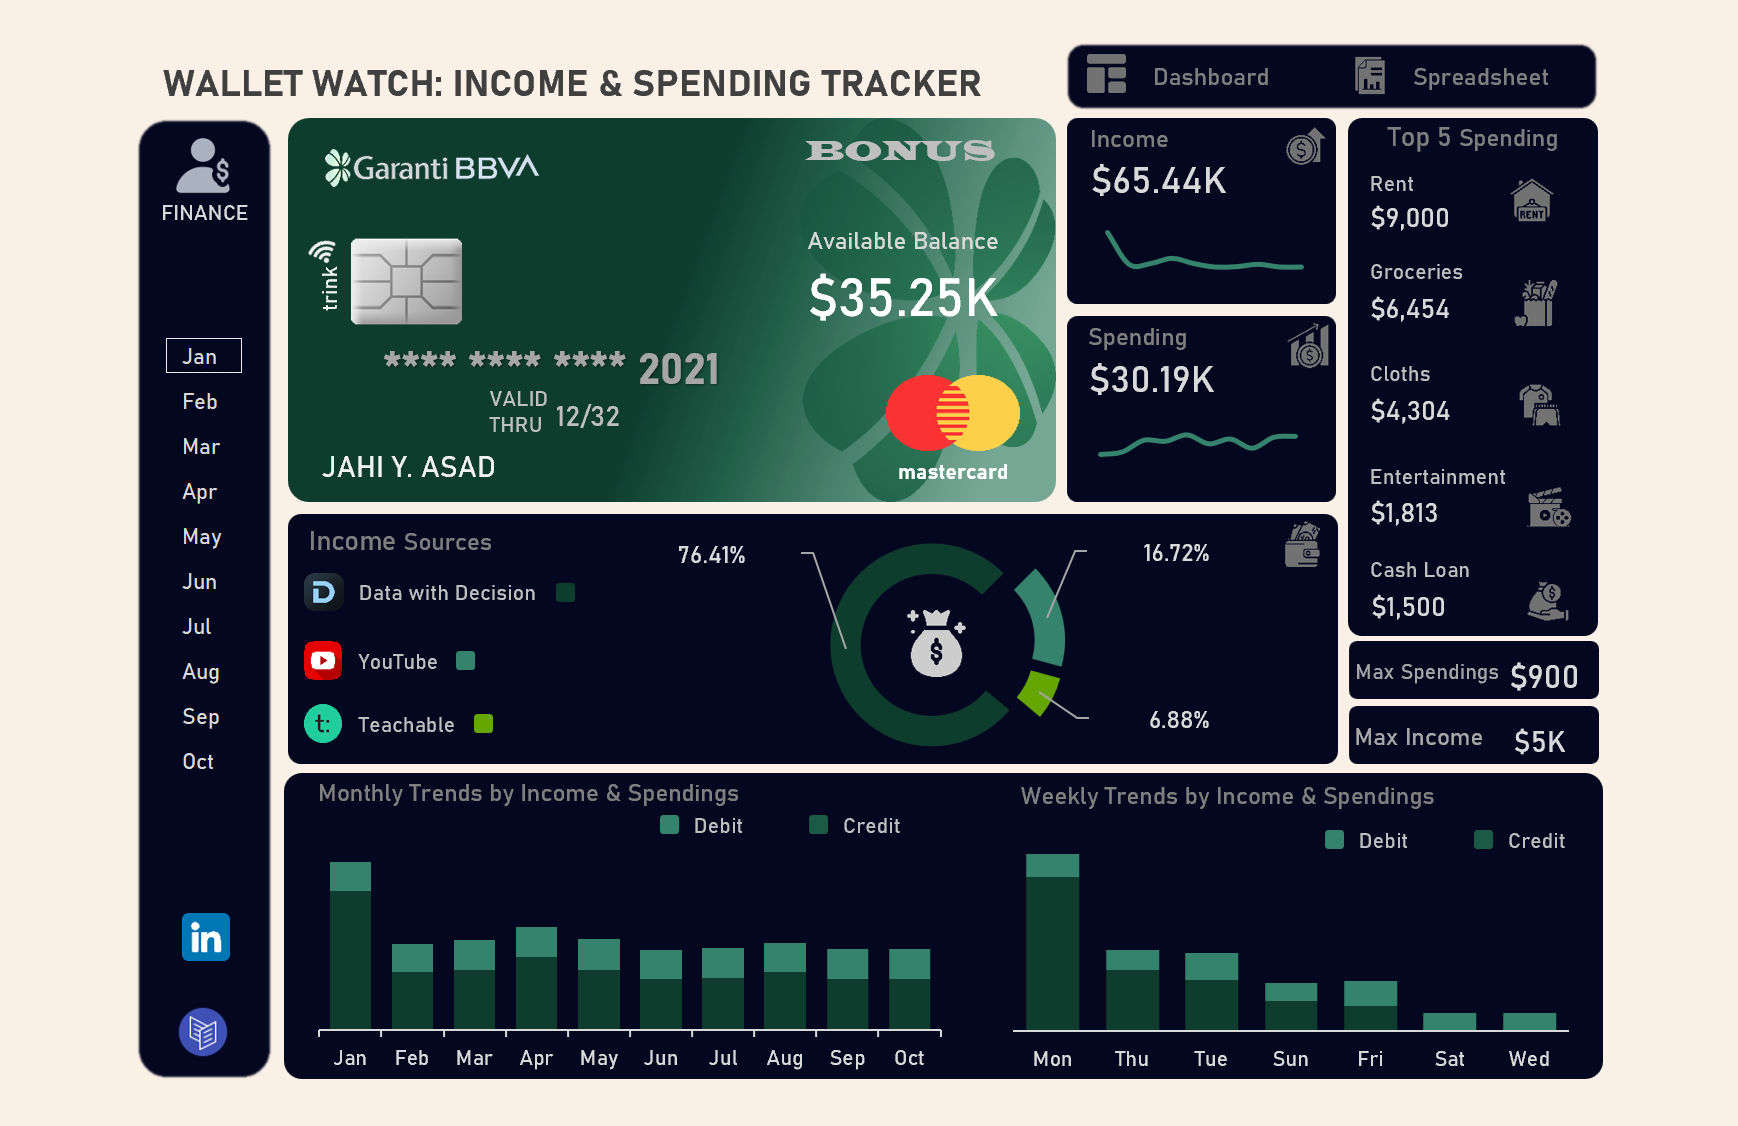 WALLET WATCH: INCOME & SPENDING TRACKER
Dashboard
Spreadsheet
FINANCE
Jan
Feb
Mar
Apr
May
Jun
Jul
Aug
Sep
Oct
in
Garanti BBVA
BONUS
trink
Available Balance
$35.25K
**** **** **** 2021
VALID
THRU 12/32
JAHI Y. ASAD
mastercard
Income
$65.44K
Spending
$30.19K
Top 5 Spending
Rent
$9,000
RENT
Groceries
$6,454
Cloths
$4,304
Entertainment
$1,813
Cash Loan
$1,500
Max Spendings $900
Max Income $5K
Income Sources
D Data with Decision
YouTube
t: Teachable
76.41%
16.72%
6.88%
Monthly Trends by Income & Spendings
Debit
Credit
Jan Feb Mar Apr May Jun Jul Aug Sep Oct
Weekly Trends by Income & Spendings
Debit
Credit
Mon Thu Tue Sun Fri Sat Wed